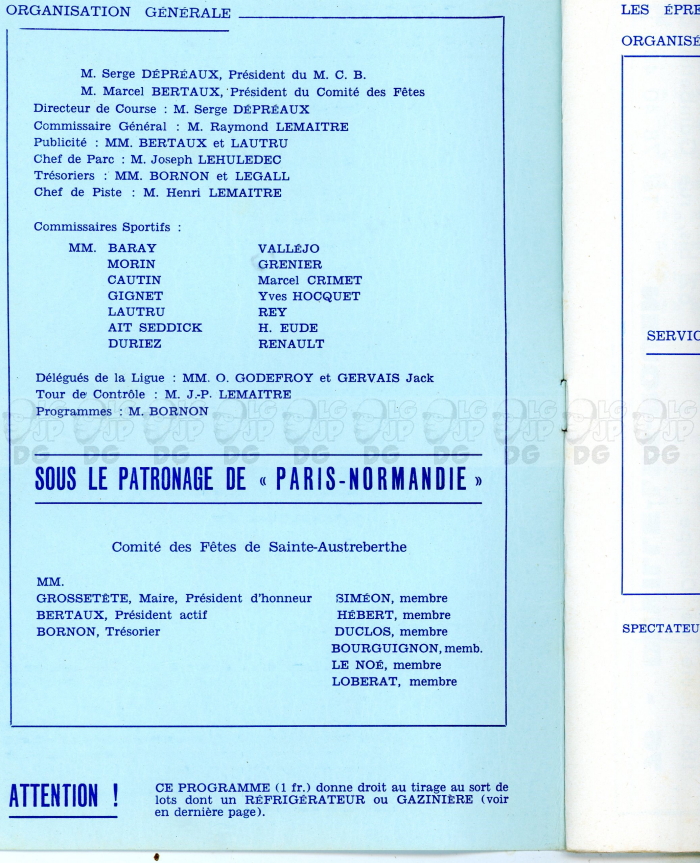 ORGANISATION GÉNÉRALE
M. Serge DÉPRÉAUX, Président du M. C. B.
M. Marcel BERTAUX, Président du Comité des Fêtes
Directeur de Course : M. Serge DÉPRÉAUX
Commissaire Général : M. Raymond LEMAITRE
Publicité : MM. BERTAUX et LAUTRU
Chef de Parc : M. Joseph LEHULEDEC
Trésoriers : MM. BORNON et LEGALL
Chef de Piste : M. Henri LEMAITRE
Commissaires Sportifs :
MM. BARAY VALLÉJO
MORIN GRENIER
CAUTIN Marcel CRIMET
GIGNET Yves HOCQUET
LAUTRU REY
AIT SEDDICK H. EUDE
DURIEZ RENAULT
Délégués de la Ligue : MM. O. GODEFROY et GERVAIS Jack
Tour de Contrôle : M. J.-P. LEMAITRE
Programmes : M. BORNON
SOUS LE PATRONAGE DE « PARIS-NORMANDIE »
Comité des Fêtes de Sainte-Austreberthe
MM.
GROSSETÊTE, Maire, Président d'honneur SIMÉON, membre
BERTAUX, Président actif HÉBERT, membre
BORNON, Trésorier DUCLOS, membre
BOURGUIGNON, memb.
LE NOÉ, membre
LOBERAT, membre
ATTENTION !
CE PROGRAMME (1 fr.) donne droit au tirage au sort de
lots dont un RÉFRIGÉRATEUR ou GAZINIÈRE (voir
en dernière page).
LES ÉPRE
ORGANISÉ
SERVIC
SPECTATEU
LG JP DG